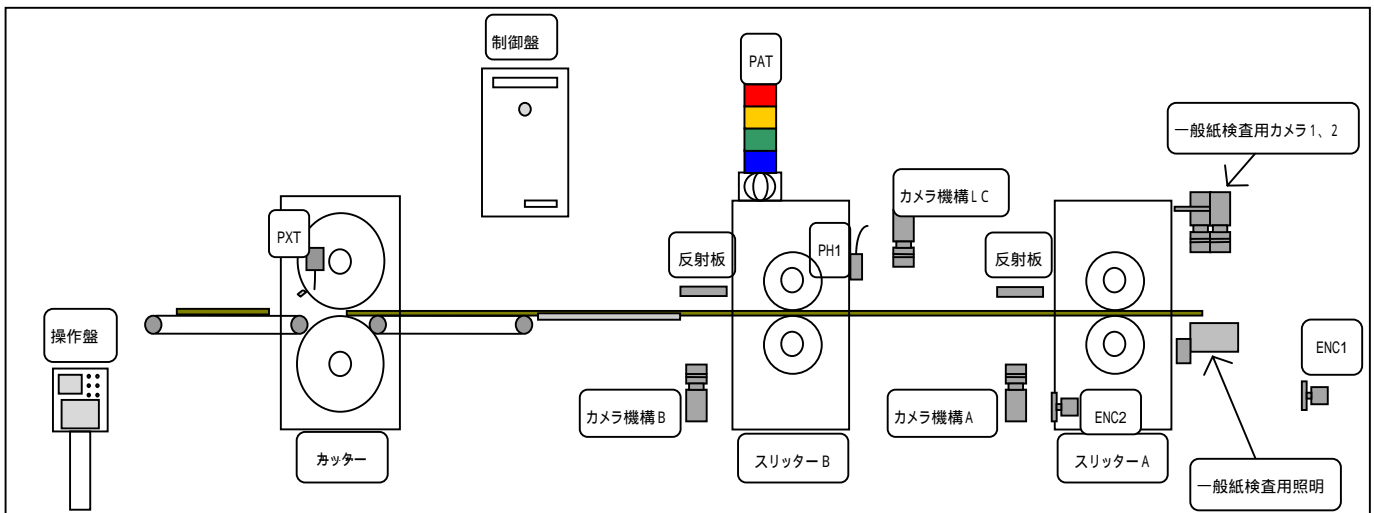 制御盤
PAT
一般紙検査用カメラ1、2
カメラ機構LC
PXT
反射板
PH1
反射板
操作盤
ENC1
カメラ機構B
カメラ機構A
ENC2
カッター
スリッターB
スリッターA
一般紙検査用照明